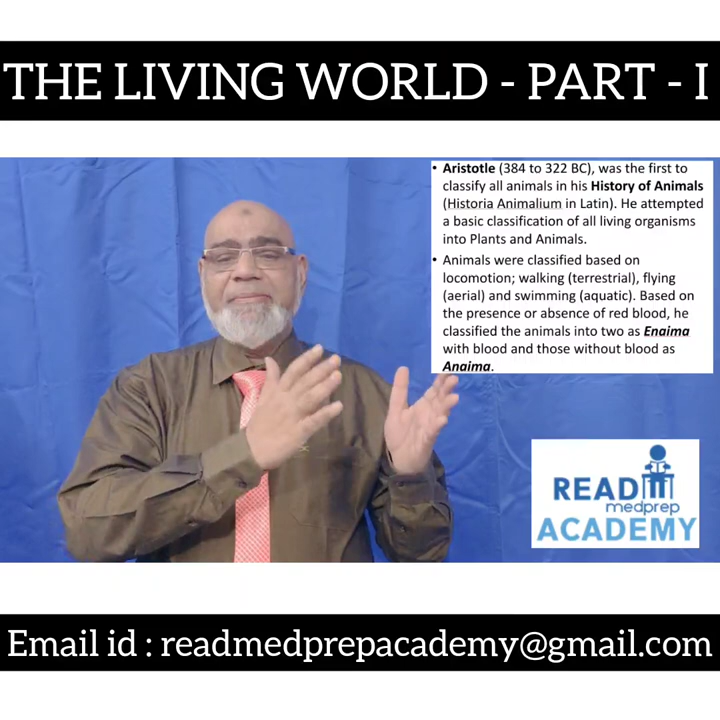 THE LIVING WORLD - PART - I
• Aristotle (384 to 322 BC), was the first to
classify all animals in his History of Animals
(Historia Animalium in Latin). He attempted
a basic classification of all living organisms
into Plants and Animals.
• Animals were classified based on
locomotion; walking (terrestrial), flying
(aerial) and swimming (aquatic). Based on
the presence or absence of red blood, he
classified the animals into two as Enaima
with blood and those without blood as
Anaima.
READ
medprep
ACADEMY
Email id : readmedprepacademy@gmail.com